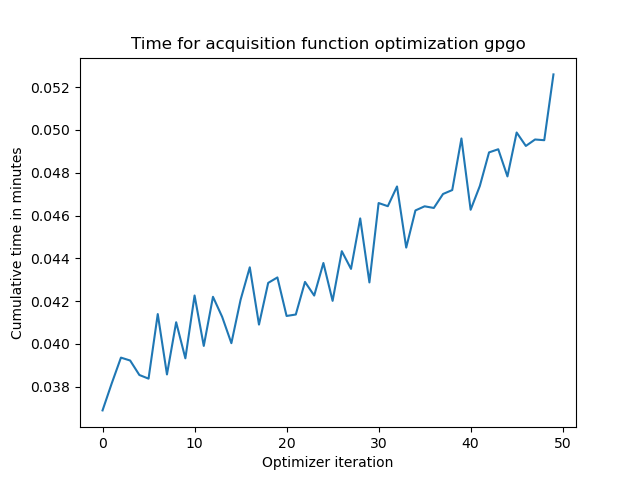 Time for acquisition function optimization gpgo
0.052
0.050
0.048
0.046
0.044
0.042
0.040
0.038
Cumulative time in minutes
0 10 20 30 40 50
Optimizer iteration